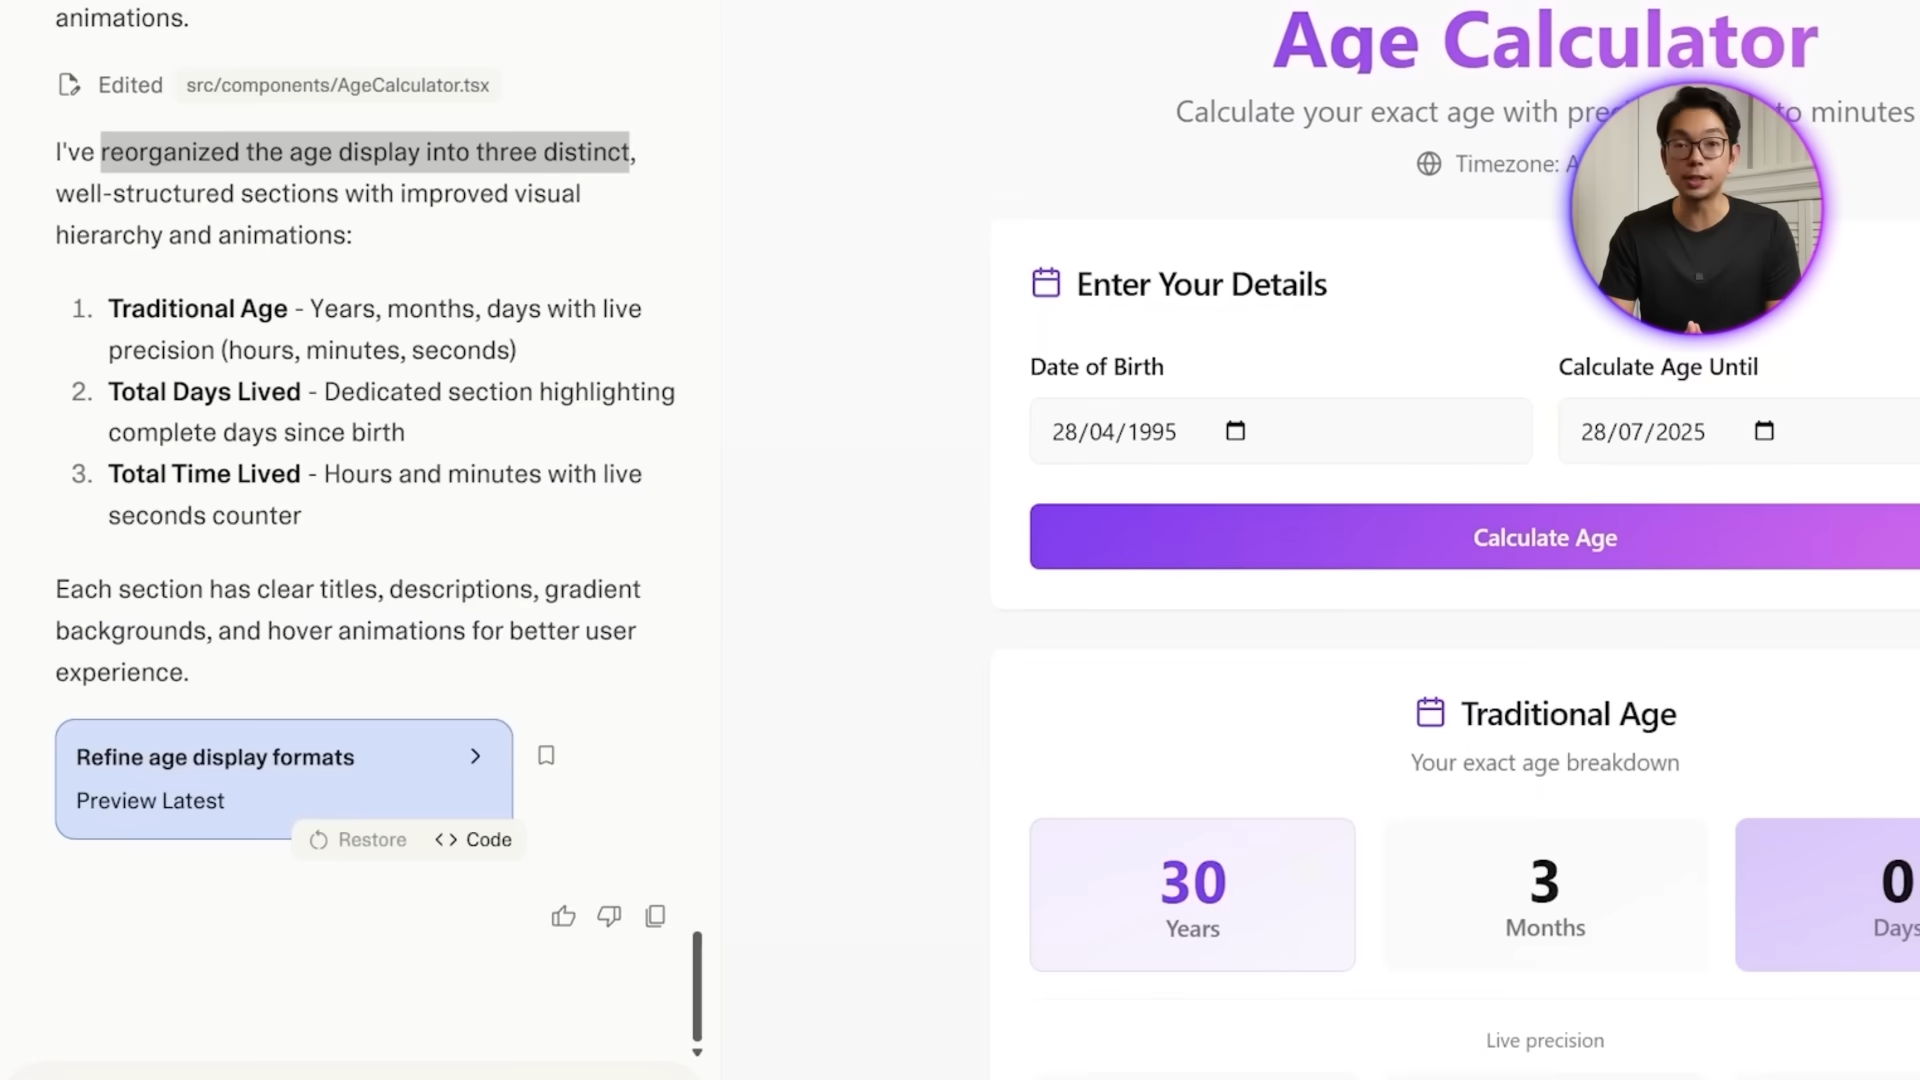 animations.
Edited src/components/AgeCalculator.tsx
I've reorganized the age display into three distinct,
well-structured sections with improved visual
hierarchy and animations:
1. Traditional Age - Years, months, days with live
precision (hours, minutes, seconds)
2. Total Days Lived - Dedicated section highlighting
complete days since birth
3. Total Time Lived - Hours and minutes with live
seconds counter
Each section has clear titles, descriptions, gradient
backgrounds, and hover animations for better user
experience.
Refine age display formats
Preview Latest
Restore
Code
Age Calculator
Calculate your exact age with to minutes
Timezone:
Enter Your Details
Date of Birth
Calculate Age Until
28/04/1995
28/07/2025
Calculate Age
Traditional Age
Your exact age breakdown
30
Years
3
Months
0
Days
Live precision